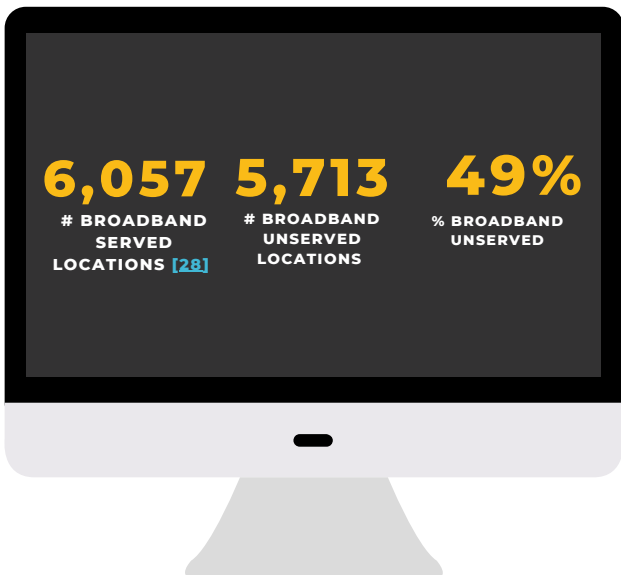 6,057
# BROADBAND
SERVED
LOCATIONS [28]
5,713
# BROADBAND
UNSERVED
LOCATIONS
49%
% BROADBAND
UNSERVED